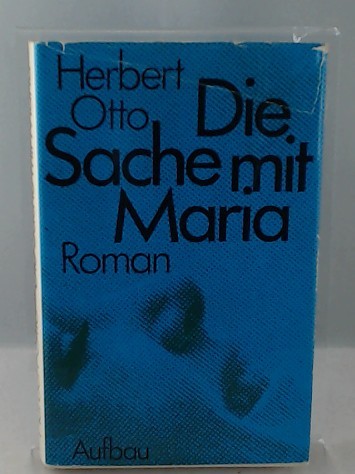 Herbert
Otto
Die
Sache mit
Maria
Roman
Aufbau